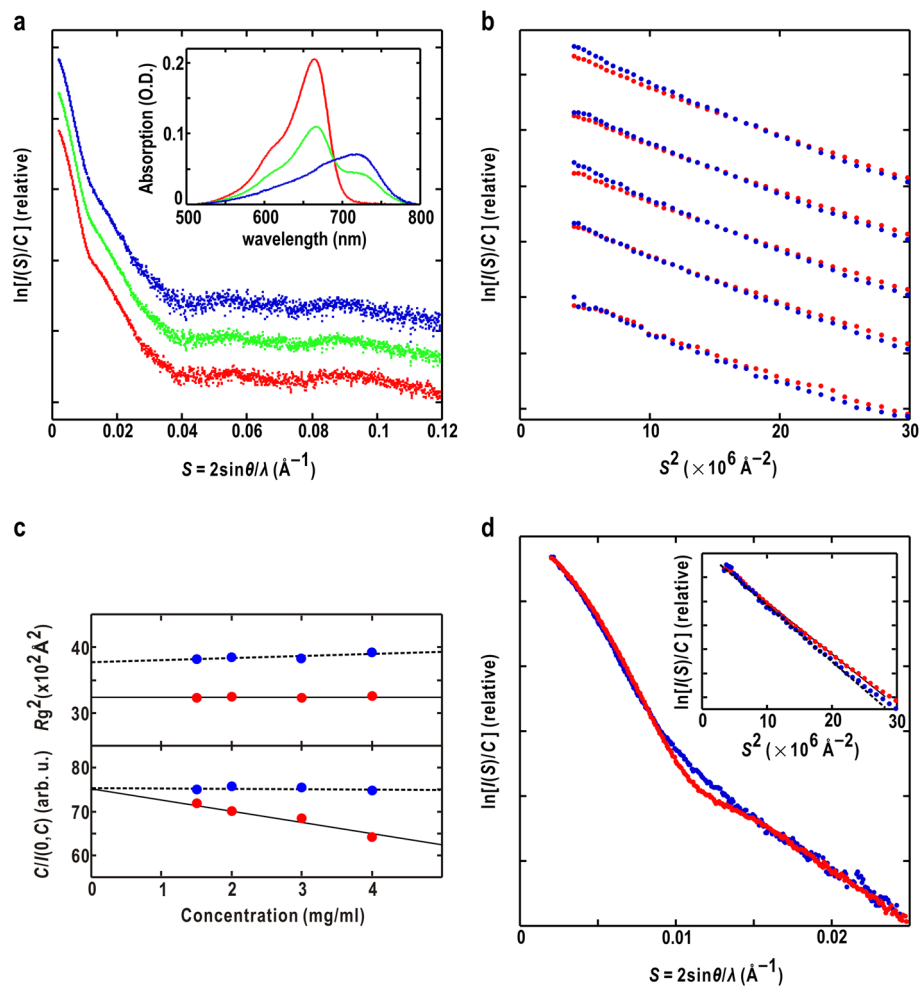 a
ln[I(S)/C] (relative)
0
0.02
0.04
0.06
0.08
0.1
0.12
S = 2sinθ/λ (Å⁻¹)
Absorption (O.D.)
0.2
0.10
0
500
600
700
800
wavelength (nm)
b
ln[I(S)/C] (relative)
0
10
20
30
S² (×10⁶ Å⁻²)
c
Rg² (x10² Å²)
40
30
C/I(0,C) (arb. u.)
80
70
60
0
1
2
3
4
Concentration (mg/ml)
d
ln[I(S)/C] (relative)
0
0.01
0.02
S = 2sinθ/λ (Å⁻¹)
ln[I(S)/C] (relative)
0
10
20
30
S² (×10⁶ Å⁻²)